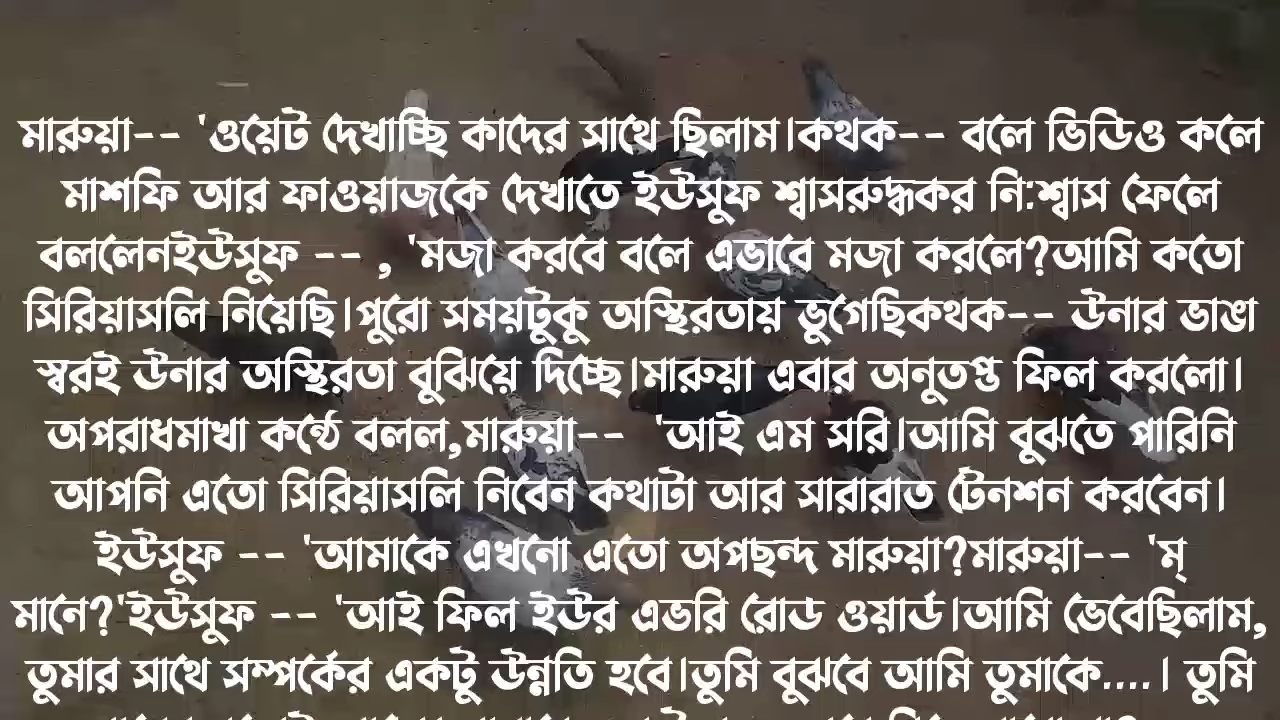 মারুয়া-- 'ওয়েট দেখাচ্ছি কাদের সাথে ছিলাম।কথক-- বলে ভিডিও কলে
মাশফি আর ফাওয়াজকে দেখাতে ইউসুফ শ্বাসরুদ্ধকর নি:শ্বাস ফেলে
বললেনইউসুফ -- , 'মজা করবে বলে এভাবে মজা করলে?আমি কতো
সিরিয়াসলি নিয়েছি।পুরো সময়টুকু অস্থিরতায় ভুগেছিকথক-- উনার ভাঙা
স্বরই উনার অস্থিরতা বুঝিয়ে দিচ্ছে।মারুয়া এবার অনুতপ্ত ফিল করলো।
অপরাধমাখা কন্ঠে বলল,মারুয়া-- 'আই এম সরি।আমি বুঝতে পারিনি
আপনি এতো সিরিয়াসলি নিবেন কথাটা আর সারারাত টেনশন করবেন।
ইউসুফ -- 'আমাকে এখনো এতো অপছন্দ মারুয়া?মারুয়া-- 'ম্
মানে?'ইউসুফ -- 'আই ফিল ইউর এভরি রোড ওয়ার্ড।আমি ভেবেছিলাম,
তুমার সাথে সম্পর্কের একটু উন্নতি হবে।তুমি বুঝবে আমি তুমাকে....। তুমি